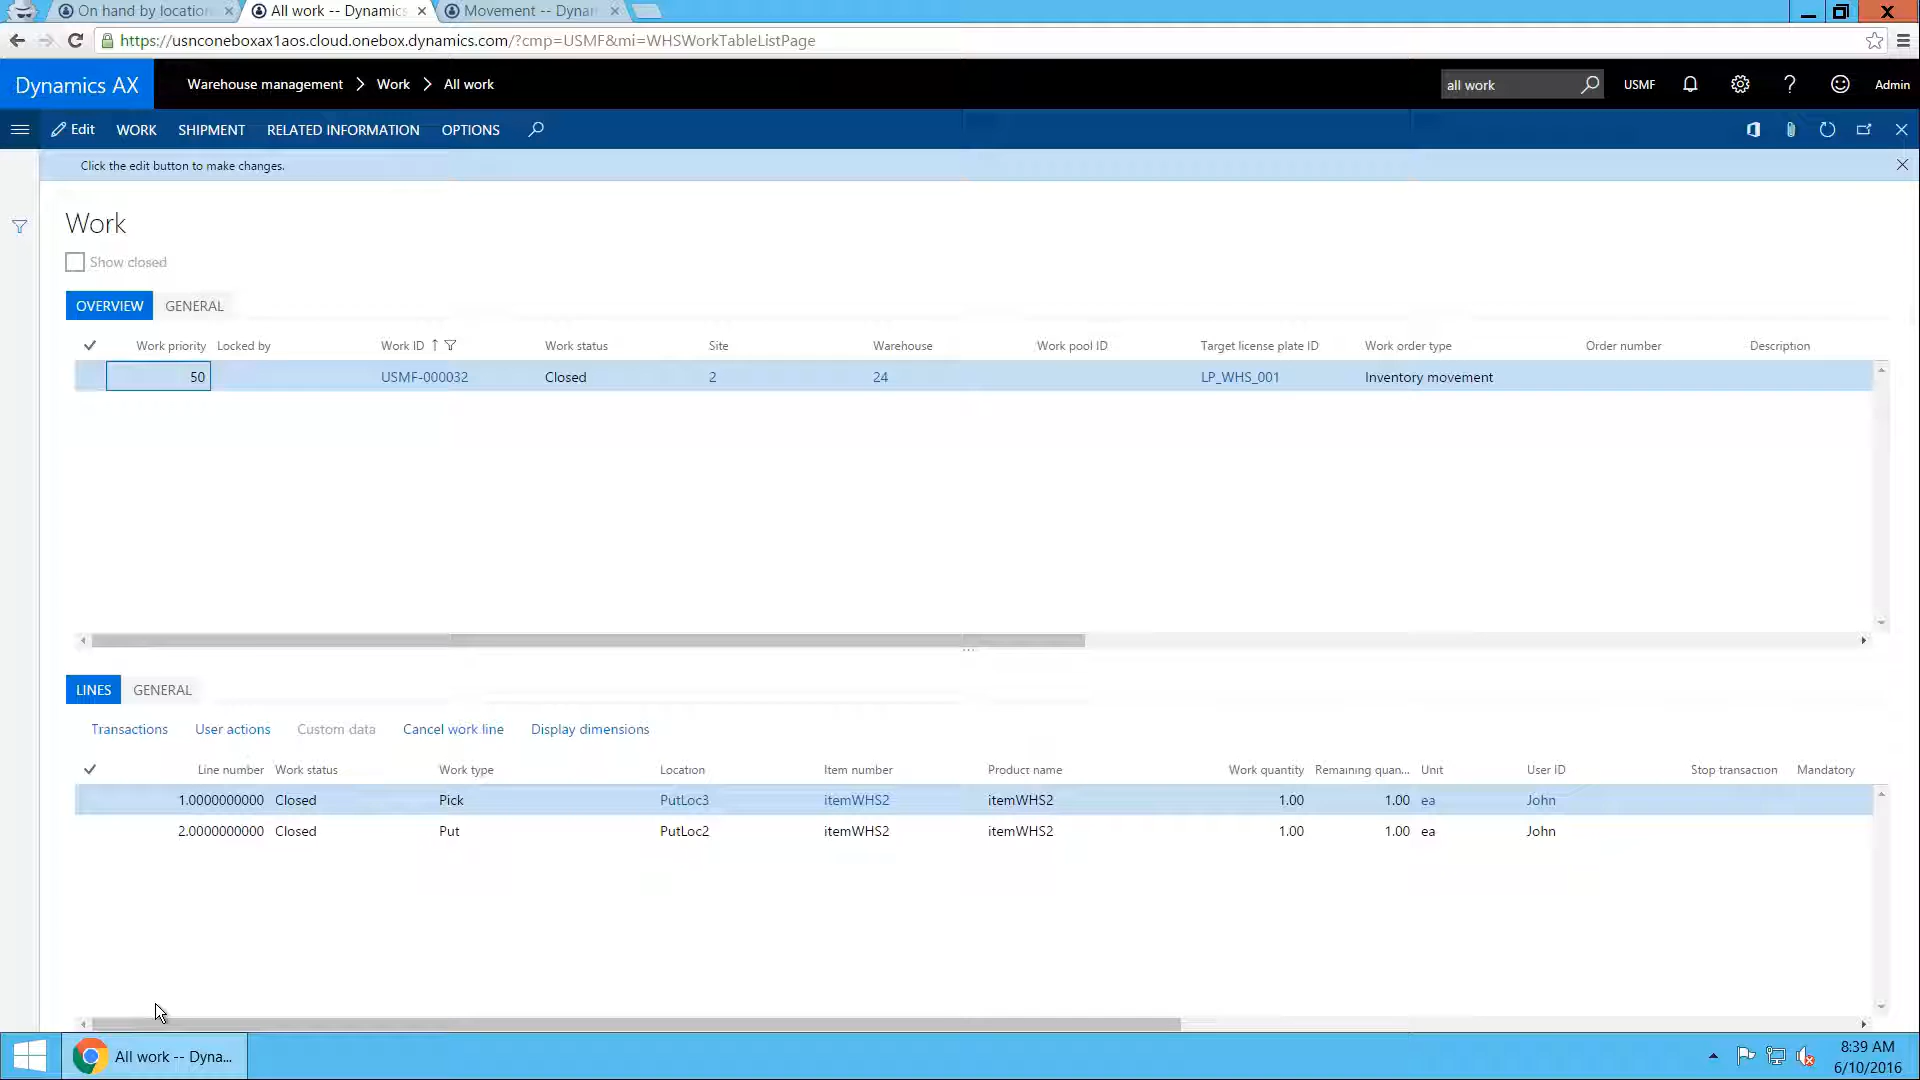 On hand by location
All work -- Dynamics
Movement -- Dynam
https://usnconeboxax1aos.cloud.onebox.dynamics.com/?cmp=USMF&mi=WHSWorkTableListPage
Dynamics AX
Warehouse management > Work > All work
all work
USMF
?
Admin
Edit WORK SHIPMENT RELATED INFORMATION OPTIONS
Click the edit button to make changes.
Work
Show closed
OVERVIEW GENERAL
Work priority Locked by Work ID Work status Site Warehouse Work pool ID Target license plate ID Work order type Order number Description
50 USMF-000032 Closed 2 24 LP_WHS_001 Inventory movement
LINES GENERAL
Transactions User actions Custom data Cancel work line Display dimensions
Line number Work status Work type Location Item number Product name Work quantity Remaining quan... Unit User ID Stop transaction Mandatory
1.0000000000 Closed Pick PutLoc3 itemWHS2 itemWHS2 1.00 1.00 ea John
2.0000000000 Closed Put PutLoc2 itemWHS2 itemWHS2 1.00 1.00 ea John
All work -- Dyna...
8:39 AM
6/10/2016